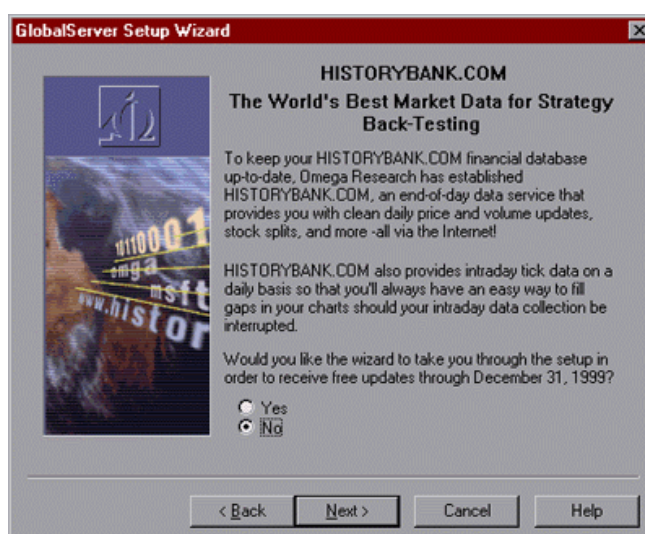 GlobalServer Setup Wizard
HISTORYBANK.COM
The World's Best Market Data for Strategy
Back-Testing
To keep your HISTORYBANK.COM financial database
up-to-date, Omega Research has established
HISTORYBANK.COM, an end-of-day data service that
provides you with clean daily price and volume updates,
stock splits, and more -all via the Internet!
HISTORYBANK.COM also provides intraday tick data on a
daily basis so that you'll always have an easy way to fill
gaps in your charts should your intraday data collection be
interrupted.
Would you like the wizard to take you through the setup in
order to receive free updates through December 31, 1999?
Yes
No
10110001
omga
msft
www.histor
< Back
Next >
Cancel
Help